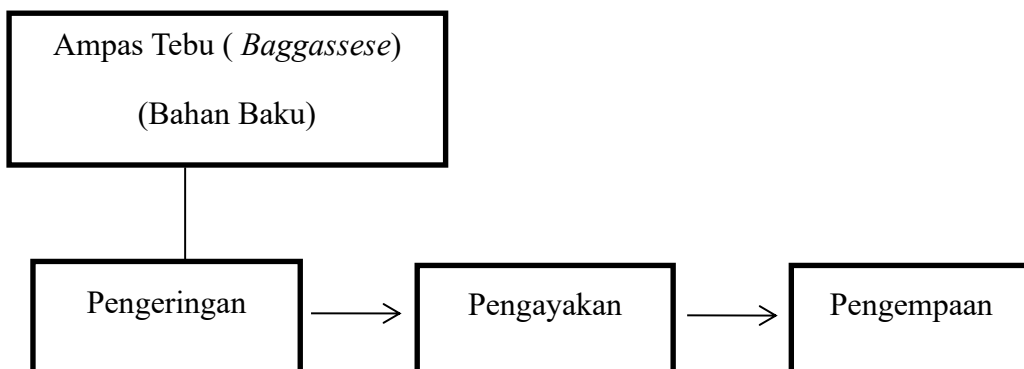 Ampas Tebu ( Baggassese)
(Bahan Baku)
Pengeringan
Pengayakan
Pengempaan